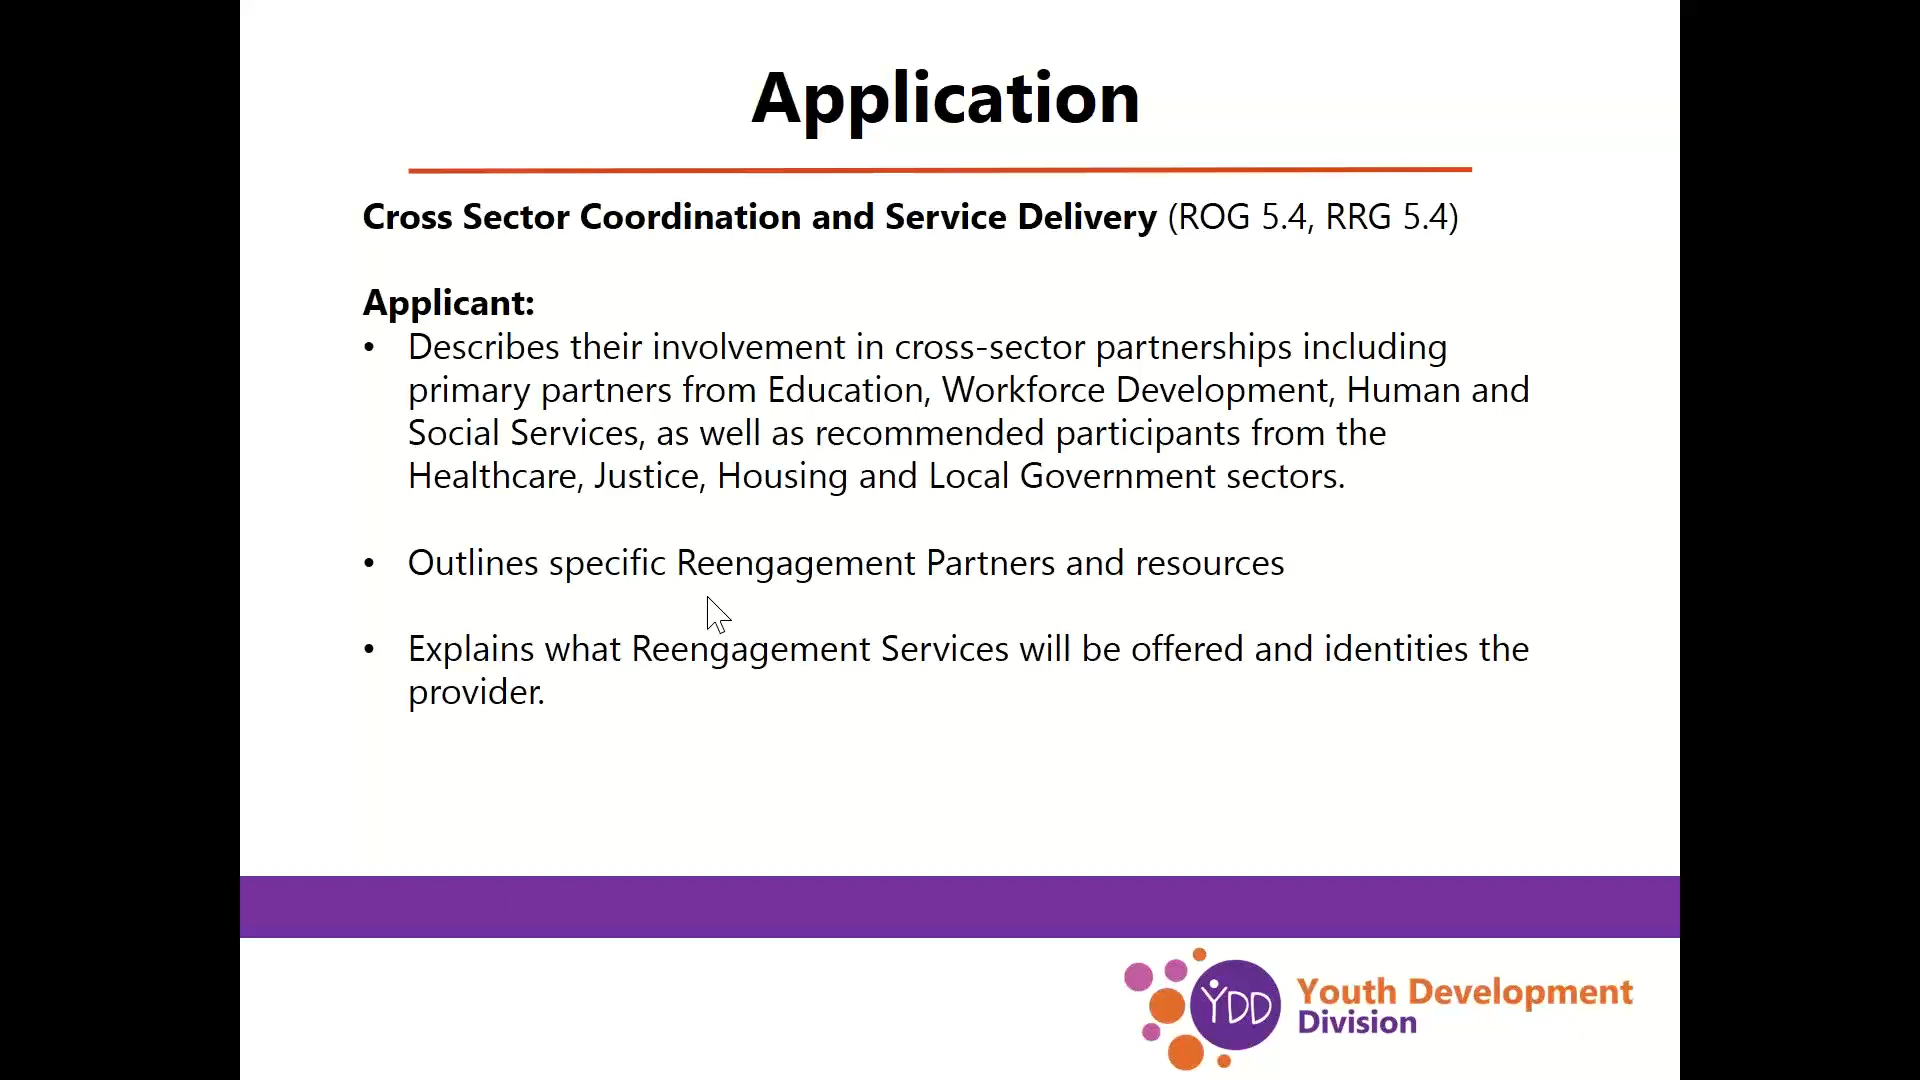 Application
Cross Sector Coordination and Service Delivery (ROG 5.4, RRG 5.4)
Applicant:
• Describes their involvement in cross-sector partnerships including
primary partners from Education, Workforce Development, Human and
Social Services, as well as recommended participants from the
Healthcare, Justice, Housing and Local Government sectors.
• Outlines specific Reengagement Partners and resources
• Explains what Reengagement Services will be offered and identities the
provider.
YDD
Youth Development
Division